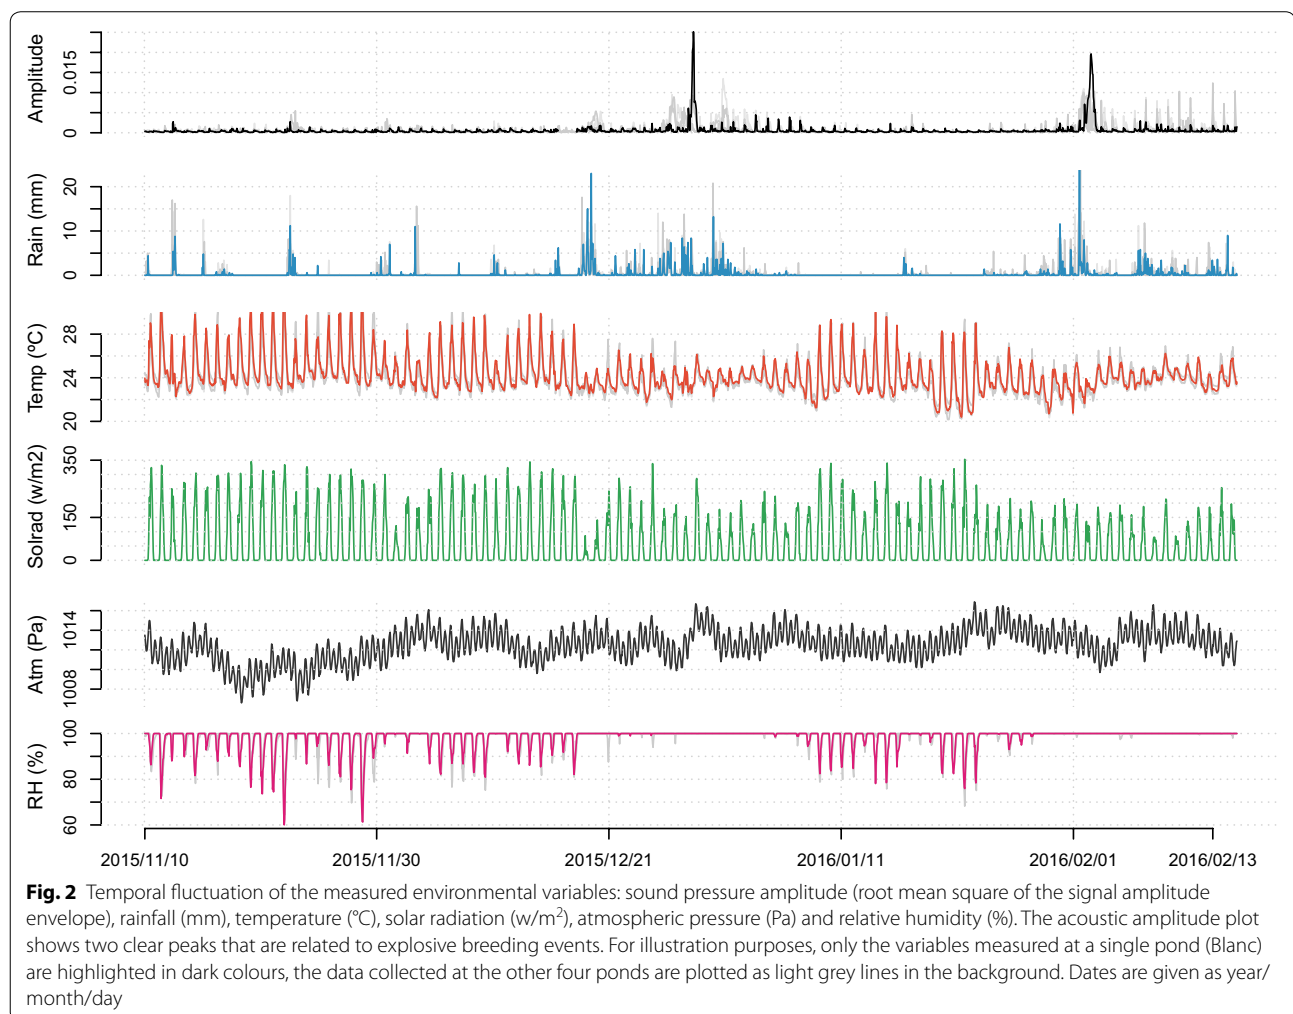 Amplitude
0.015
0
Rain (mm)
20
10
0
Temp (ºC)
28
24
20
Solrad (w/m2)
350
150
0
Atm (Pa)
1014
1008
RH (%)
100
80
60
2015/11/10 2015/11/30 2015/12/21 2016/01/11 2016/02/01 2016/02/13
Fig. 2 Temporal fluctuation of the measured environmental variables: sound pressure amplitude (root mean square of the signal amplitude
envelope), rainfall (mm), temperature (°C), solar radiation (w/m²), atmospheric pressure (Pa) and relative humidity (%). The acoustic amplitude plot
shows two clear peaks that are related to explosive breeding events. For illustration purposes, only the variables measured at a single pond (Blanc)
are highlighted in dark colours, the data collected at the other four ponds are plotted as light grey lines in the background. Dates are given as year/
month/day